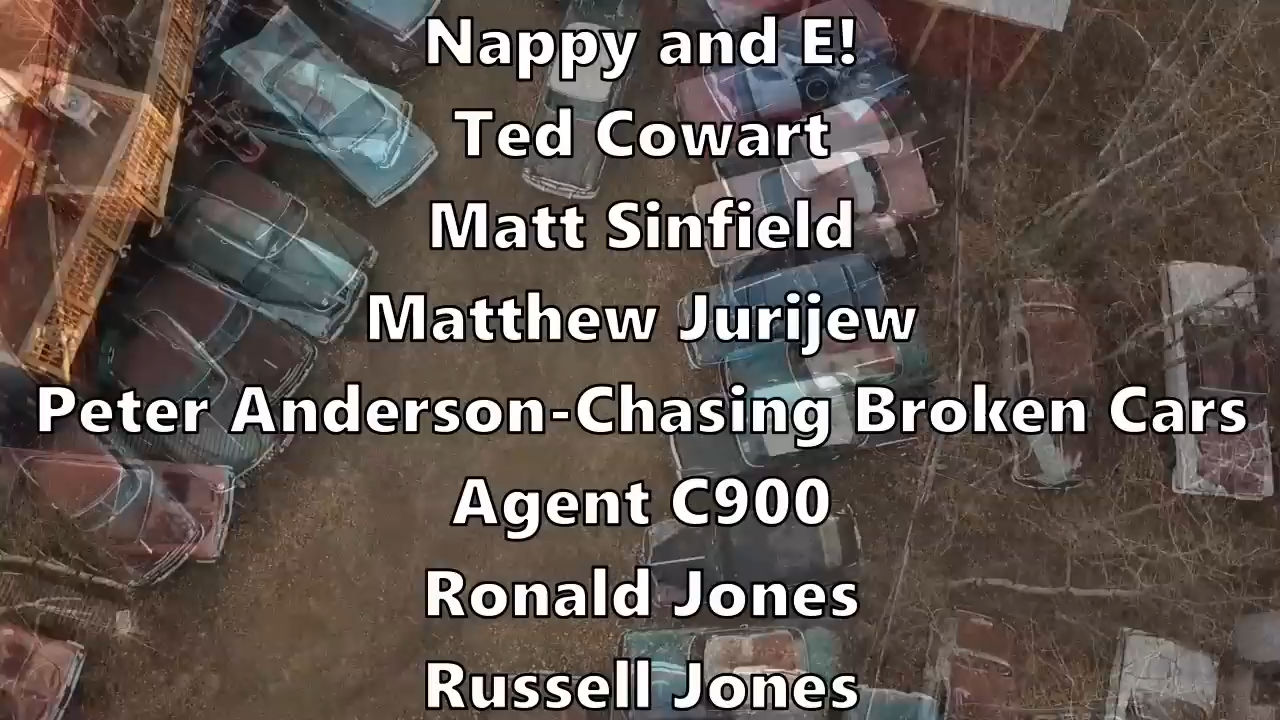 Nappy and E!
Ted Cowart
Matt Sinfield
Matthew Jurijew
Peter Anderson-Chasing Broken Cars
Agent C900
Ronald Jones
Russell Jones